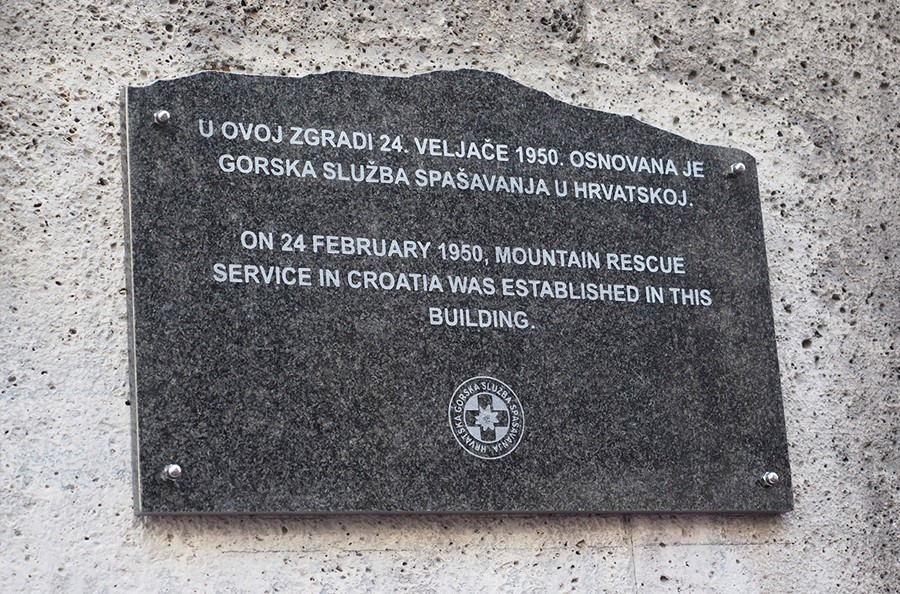 U OVOJ ZGRADI 24. VELJAČE 1950. OSNOVANA JE
GORSKA SLUŽBA SPAŠAVANJA U HRVATSKOJ.
ON 24 FEBRUARY 1950, MOUNTAIN RESCUE
SERVICE IN CROATIA WAS ESTABLISHED IN THIS
BUILDING.
HRVATSKA GORSKA SLUŽBA SPAŠAVANJA